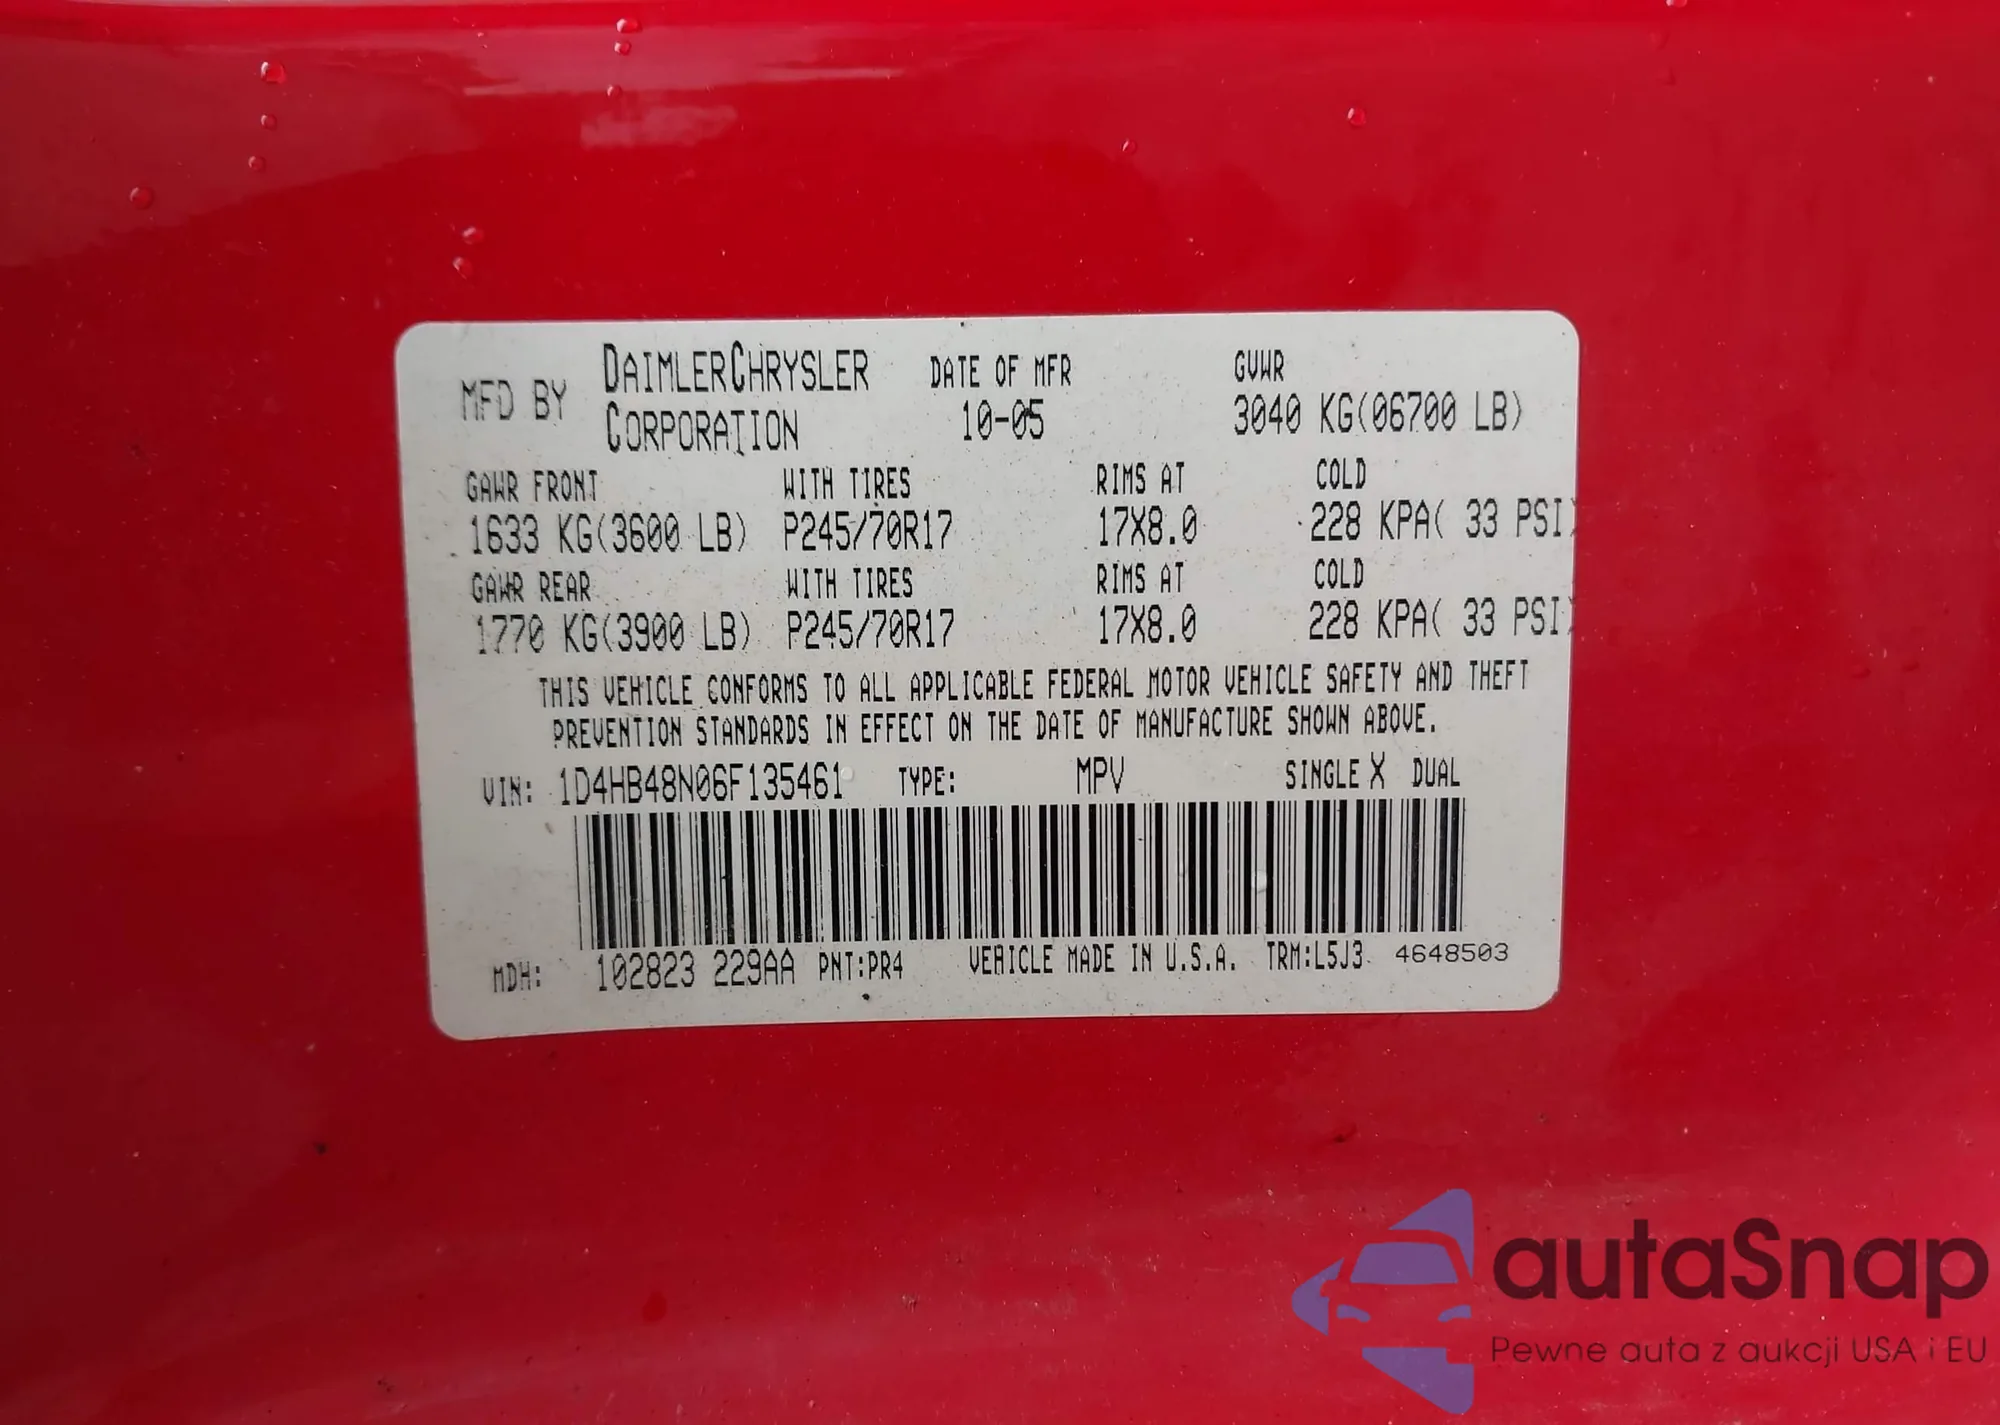 MFD BY DAIMLERCHRYSLER CORPORATION DATE OF MFR 10-05 GVWR 3040 KG(06700 LB)
GAWR FRONT WITH TIRES RIMS AT COLD
1633 KG(3600 LB) P245/70R17 17X8.0 228 KPA( 33 PSI)
GAWR REAR WITH TIRES RIMS AT COLD
1770 KG(3900 LB) P245/70R17 17X8.0 228 KPA( 33 PSI)
THIS VEHICLE CONFORMS TO ALL APPLICABLE FEDERAL MOTOR VEHICLE SAFETY AND THEFT
PREVENTION STANDARDS IN EFFECT ON THE DATE OF MANUFACTURE SHOWN ABOVE.
VIN: 1D4HB48N06F135461 TYPE: MPV SINGLE X DUAL
MDH: 102823 229AA PNT:PR4 VEHICLE MADE IN U.S.A. TRM:L5J3 4648503
autaSnap
Pewne auta z aukcji USA i EU